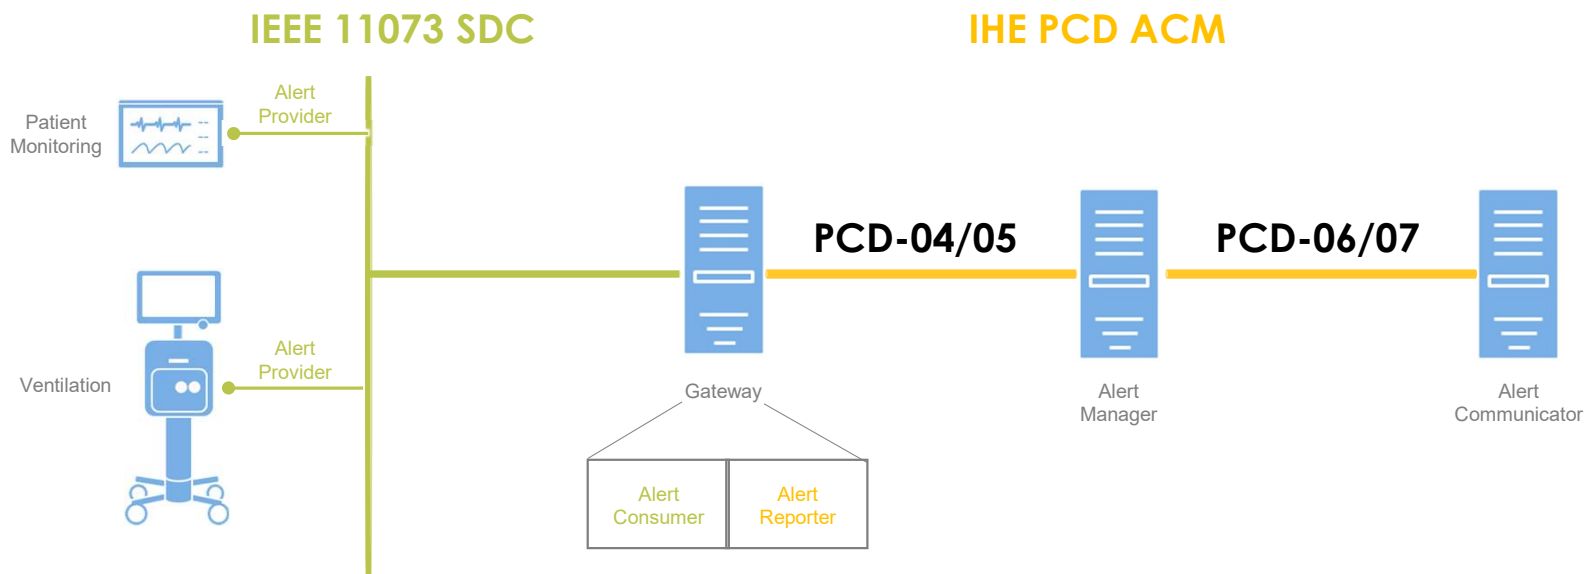 IEEE 11073 SDC
IHE PCD ACM
Patient
Monitoring
Alert
Provider
Ventilation
Alert
Provider
PCD-04/05
PCD-06/07
Gateway
Alert
Manager
Alert
Communicator
Alert
Consumer
Alert
Reporter